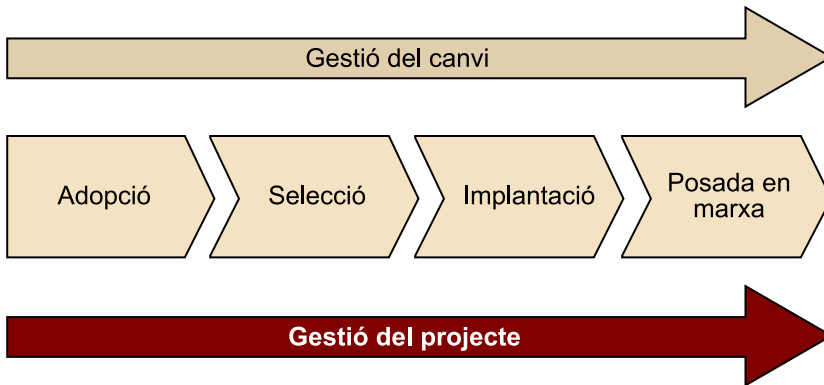 Gestió del canvi
Adopció
Selecció
Implantació
Posada en
marxa
Gestió del projecte